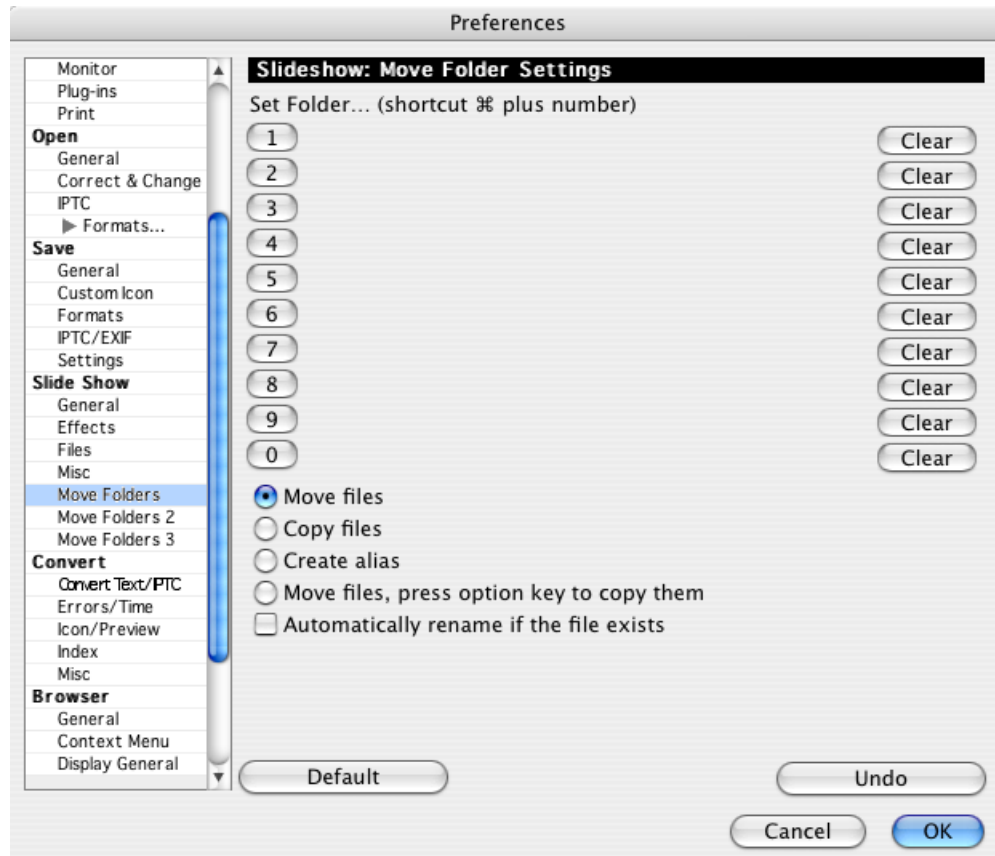 Preferences
Monitor
Plug-ins
Print
Open
General
Correct & Change
IPTC
Formats...
Save
General
Custom Icon
Formats
IPTC/EXIF
Settings
Slide Show
General
Effects
Files
Misc
Move Folders
Move Folders 2
Move Folders 3
Convert
Convert Text/IPTC
Errors/Time
Icon/Preview
Index
Misc
Browser
General
Context Menu
Display General
Slideshow: Move Folder Settings
Set Folder... (shortcut ⌘ plus number)
1 Clear
2 Clear
3 Clear
4 Clear
5 Clear
6 Clear
7 Clear
8 Clear
9 Clear
0 Clear
Move files
Copy files
Create alias
Move files, press option key to copy them
Automatically rename if the file exists
Default Undo
Cancel OK